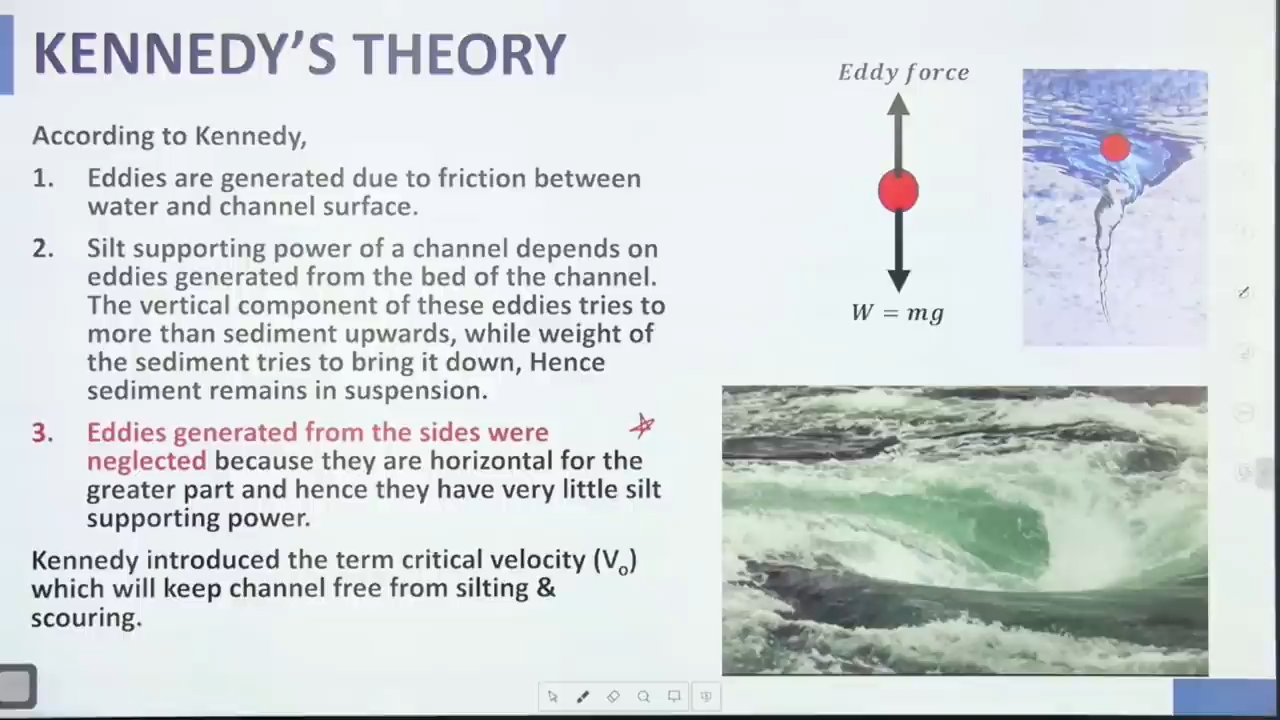 KENNEDY'S THEORY
According to Kennedy,
1. Eddies are generated due to friction between
water and channel surface.
2. Silt supporting power of a channel depends on
eddies generated from the bed of the channel.
The vertical component of these eddies tries to
more than sediment upwards, while weight of
the sediment tries to bring it down, Hence
sediment remains in suspension.
3. Eddies generated from the sides were
neglected because they are horizontal for the
greater part and hence they have very little silt
supporting power.
Kennedy introduced the term critical velocity (Vₒ)
which will keep channel free from silting &
scouring.
Eddy force
W = mg